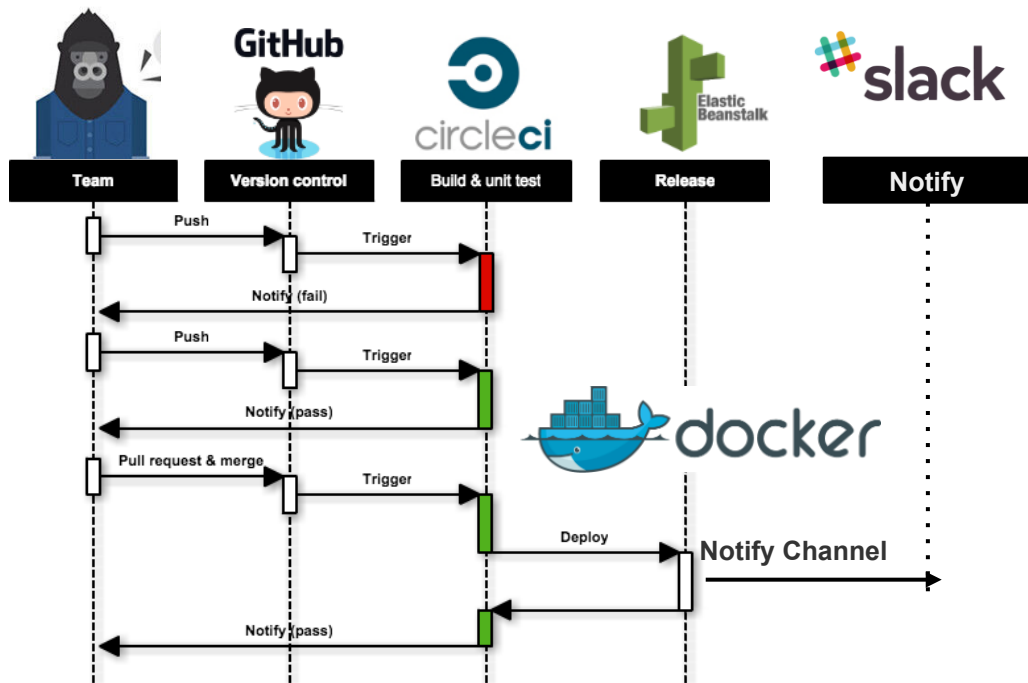 GitHub
circleci
Elastic
Beanstalk
slack
Team
Version control
Build & unit test
Release
Notify
Push
Trigger
Notify (fail)
Push
Trigger
Notify (pass)
docker
Pull request & merge
Trigger
Deploy
Notify Channel
Notify (pass)